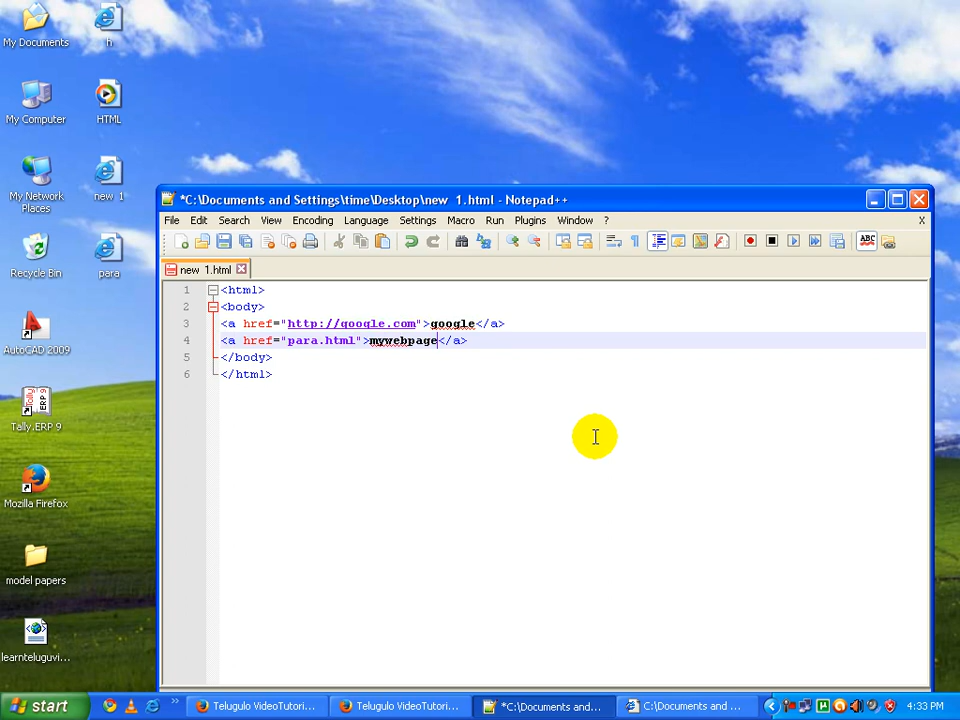 My Documents
h
My Computer
HTML
My Network Places
new 1
Recycle Bin
para
AutoCAD 2009
Tally.ERP 9
Mozilla Firefox
model papers
learnteluguvi...
*C:\Documents and Settings\time\Desktop\new 1.html - Notepad++
File Edit Search View Encoding Language Settings Macro Run Plugins Window ? X
ABC
new 1.html
1 <html>
2 <body>
3 <a href="http://google.com">google</a>
4 <a href="para.html">mywebpage</a>
5 </body>
6 </html>
start
Telugulo VideoTutori...
Telugulo VideoTutori...
*C:\Documents and...
C:\Documents and ...
4:33 PM